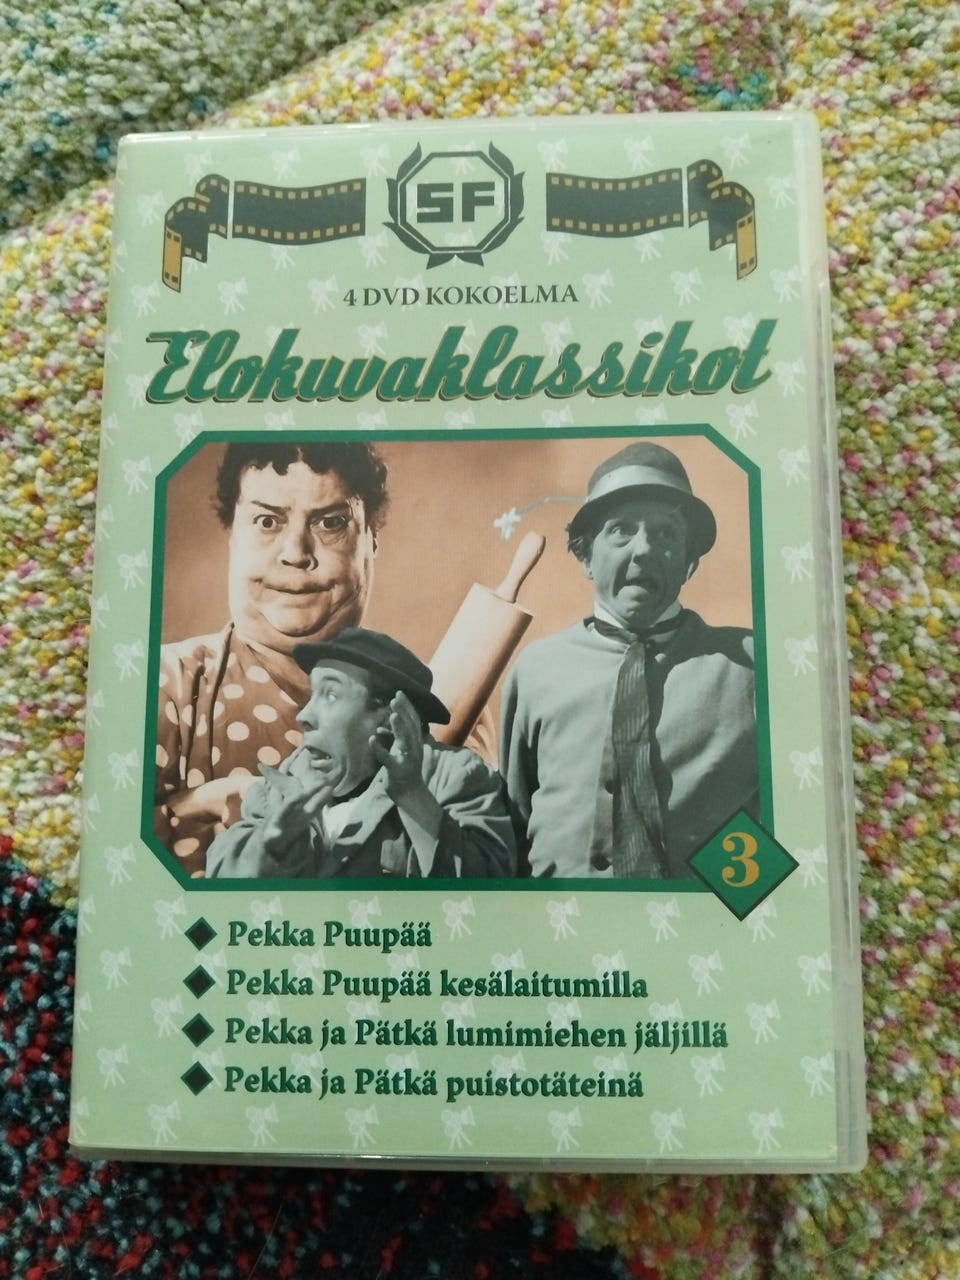 SF
4 DVD KOKOELMA
Elokuvaklassikot
3
Pekka Puupää
Pekka Puupää kesälaitumilla
Pekka ja Pätkä lumimiehen jäljillä
Pekka ja Pätkä puistotäteinä